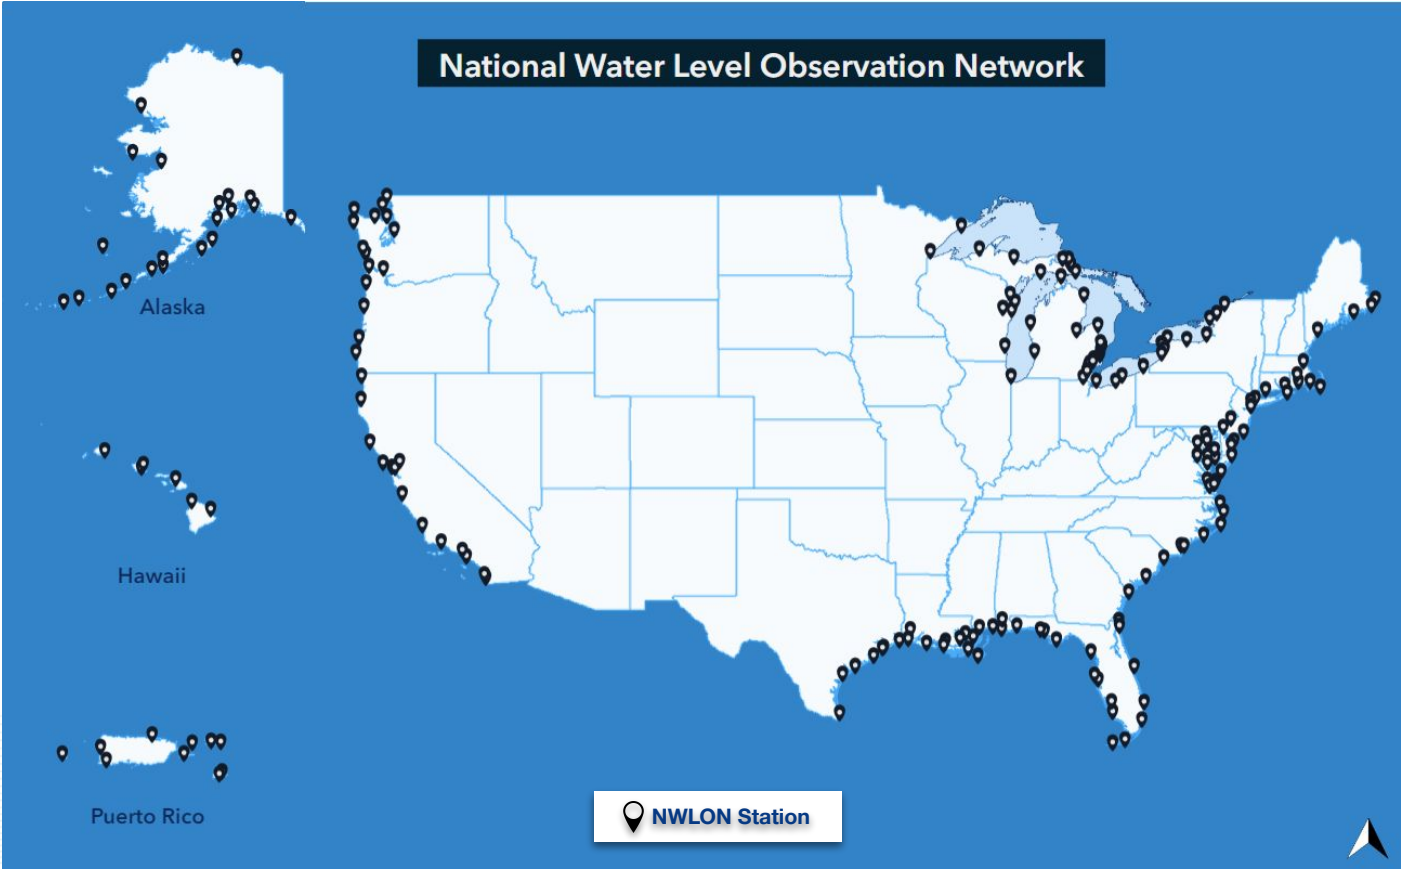 National Water Level Observation Network
Alaska
Hawaii
Puerto Rico
NWLON Station